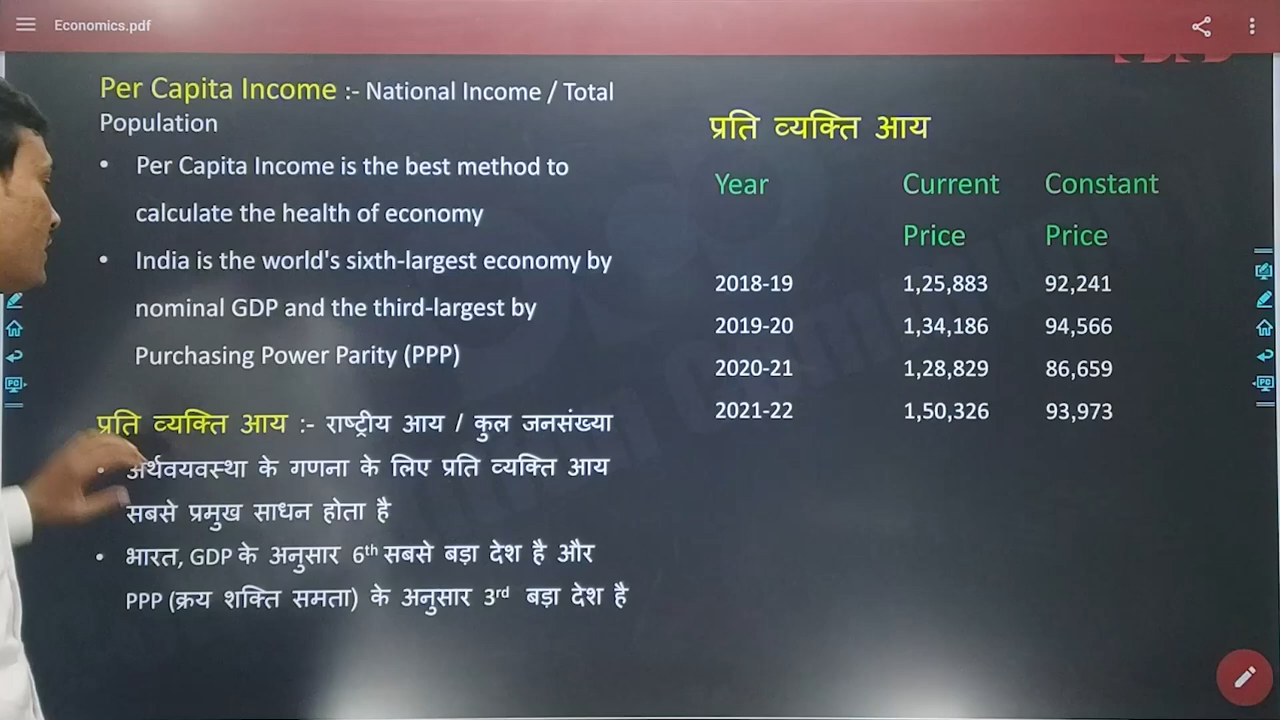 Economics.pdf
Per Capita Income :- National Income / Total
Population
• Per Capita Income is the best method to
calculate the health of economy
• India is the world's sixth-largest economy by
nominal GDP and the third-largest by
Purchasing Power Parity (PPP)
प्रति व्यक्ति आय :- राष्ट्रीय आय / कुल जनसंख्या
• अर्थवयवस्था के गणना के लिए प्रति व्यक्ति आय
सबसे प्रमुख साधन होता है
• भारत, GDP के अनुसार 6th सबसे बड़ा देश है और
PPP (क्रय शक्ति समता) के अनुसार 3rd बड़ा देश है
प्रति व्यक्ति आय
Year Current Constant
Price Price
2018-19 1,25,883 92,241
2019-20 1,34,186 94,566
2020-21 1,28,829 86,659
2021-22 1,50,326 93,973